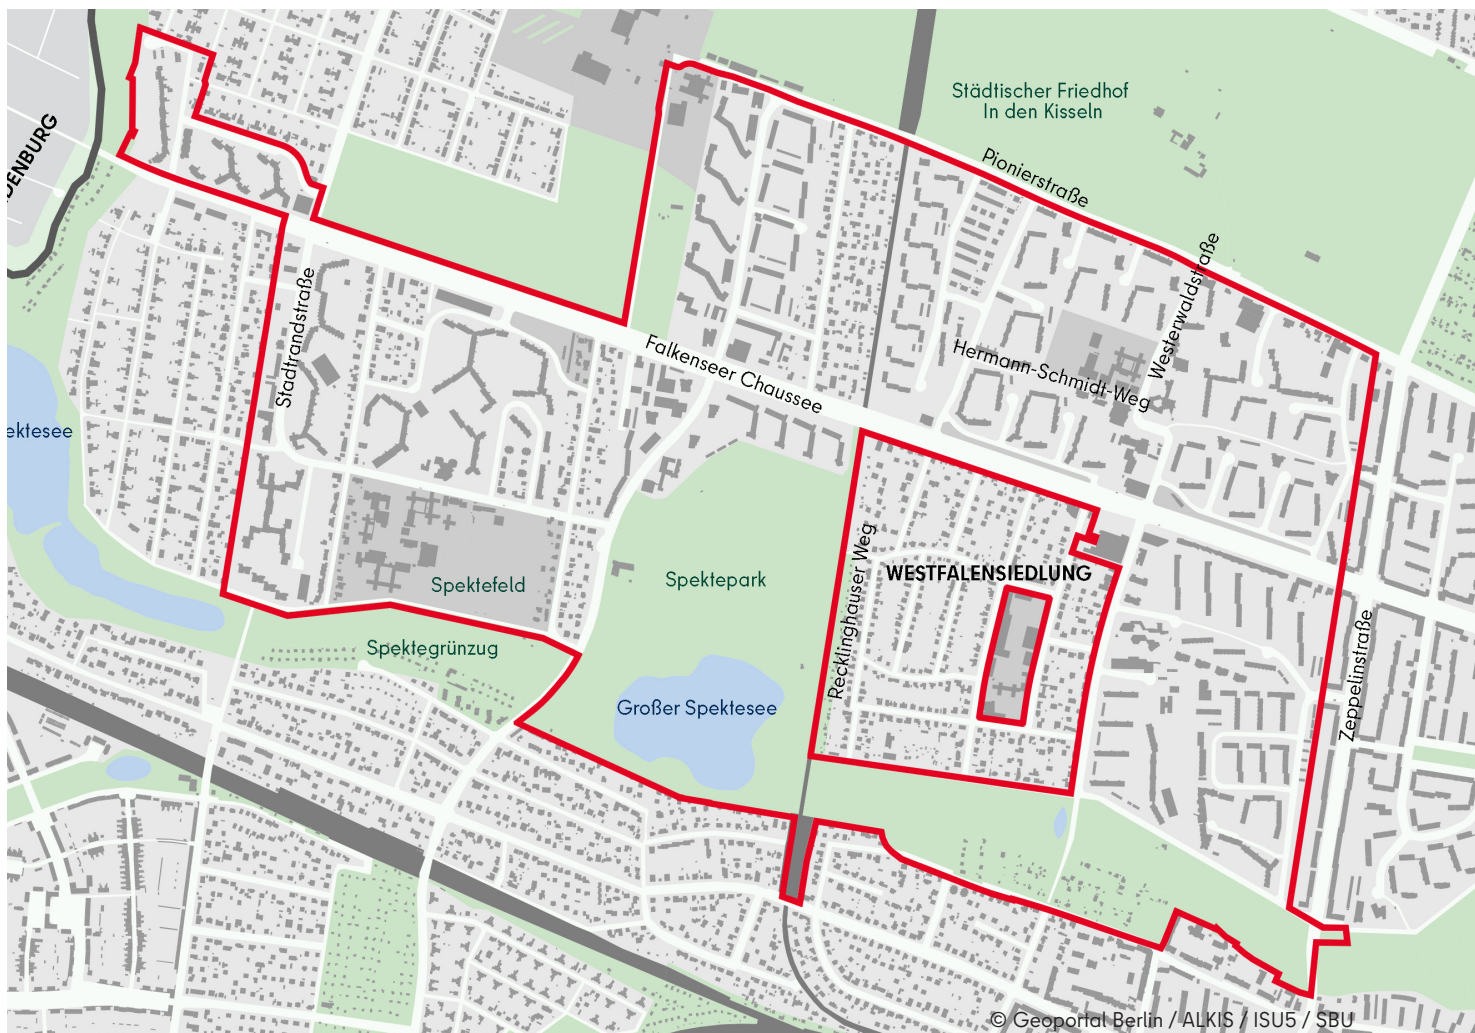 Städtischer Friedhof
In den Kisseln
DENBURG
Pionierstraße
Westerwaldstraße
Stadtrandstraße
Falkenseer Chaussee
Hermann-Schmidt-Weg
ektesee
Recklinghauser Weg
WESTFALENSIEDLUNG
Spektefeld
Spektepark
Spektegrünzug
Zeppelinstraße
Großer Spektesee
© Geoportal Berlin / ALKIS / ISU5 / SBU